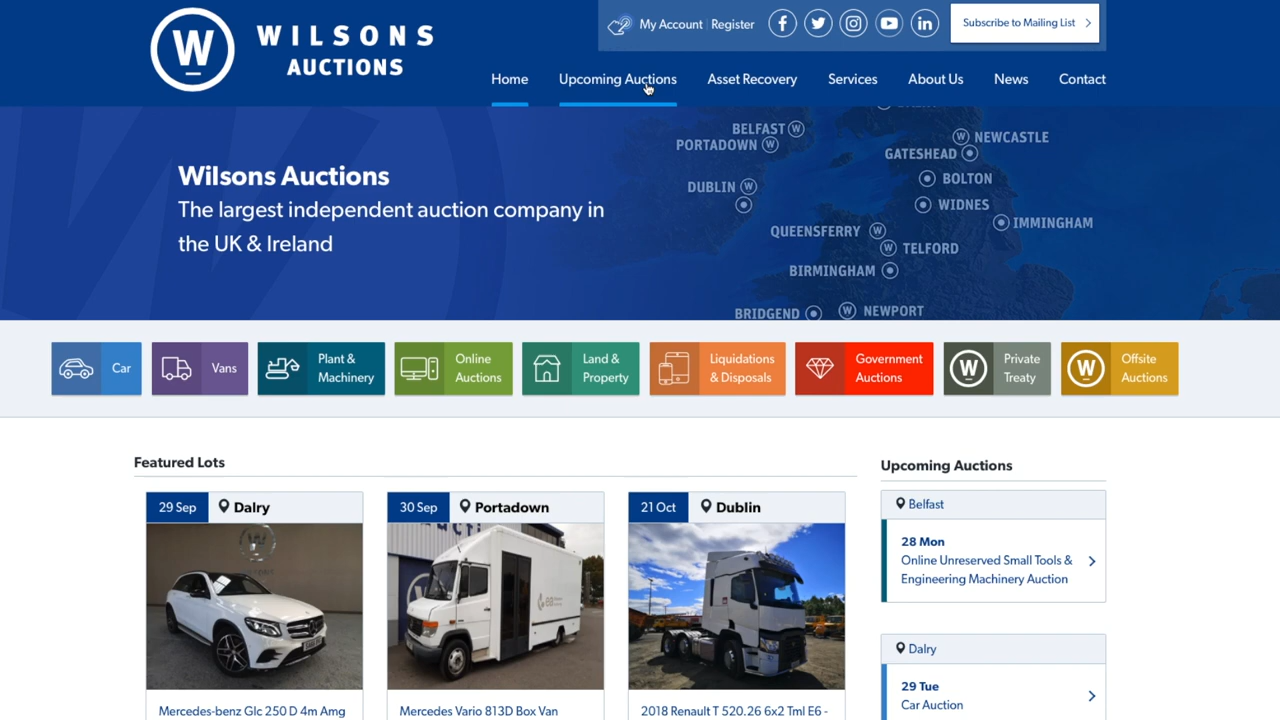 WILSONS
AUCTIONS
My Account | Register
Subscribe to Mailing List
Home
Upcoming Auctions
Asset Recovery
Services
About Us
News
Contact
BELFAST
PORTADOWN
DUBLIN
NEWCASTLE
GATESHEAD
BOLTON
WIDNES
IMMINGHAM
QUEENSFERRY
TELFORD
BIRMINGHAM
BRIDGEND
NEWPORT
Wilsons Auctions
The largest independent auction company in
the UK & Ireland
Car
Vans
Plant &
Machinery
Online
Auctions
Land &
Property
Liquidations
& Disposals
Government
Auctions
Private
Treaty
Offsite
Auctions
Featured Lots
29 Sep
Dalry
30 Sep
Portadown
21 Oct
Dublin
Mercedes-benz Glc 250 D 4m Amg
Mercedes Vario 813D Box Van
2018 Renault T 520.26 6x2 Tml E6 -
Upcoming Auctions
Belfast
28 Mon
Online Unreserved Small Tools &
Engineering Machinery Auction
Dalry
29 Tue
Car Auction